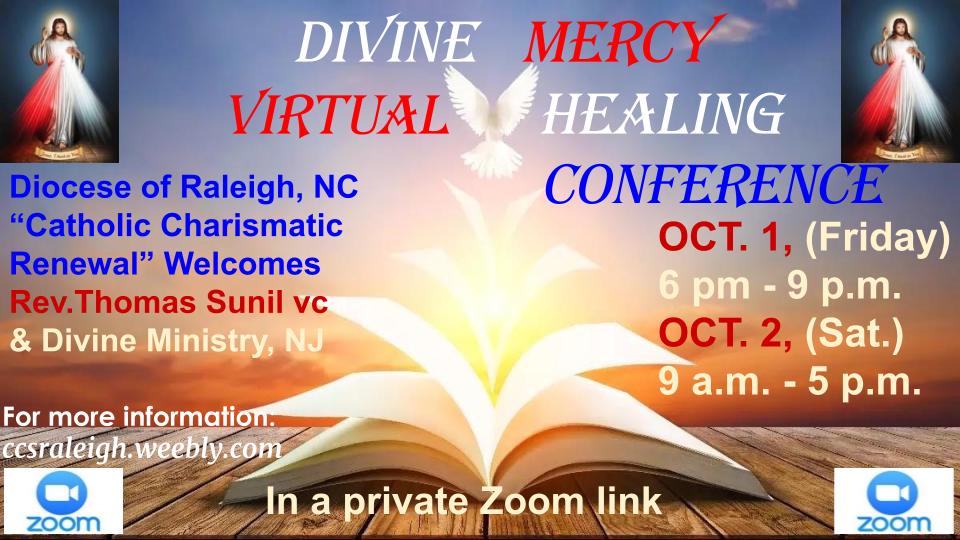 DIVINE MERCY
VIRTUAL HEALING
CONFERENCE
Diocese of Raleigh, NC
“Catholic Charismatic
Renewal” Welcomes
Rev.Thomas Sunil vc
& Divine Ministry, NJ
OCT. 1, (Friday)
6 pm - 9 p.m.
OCT. 2, (Sat.)
9 a.m. - 5 p.m.
For more information:
ccsraleigh.weebly.com
zoom
In a private Zoom link
zoom